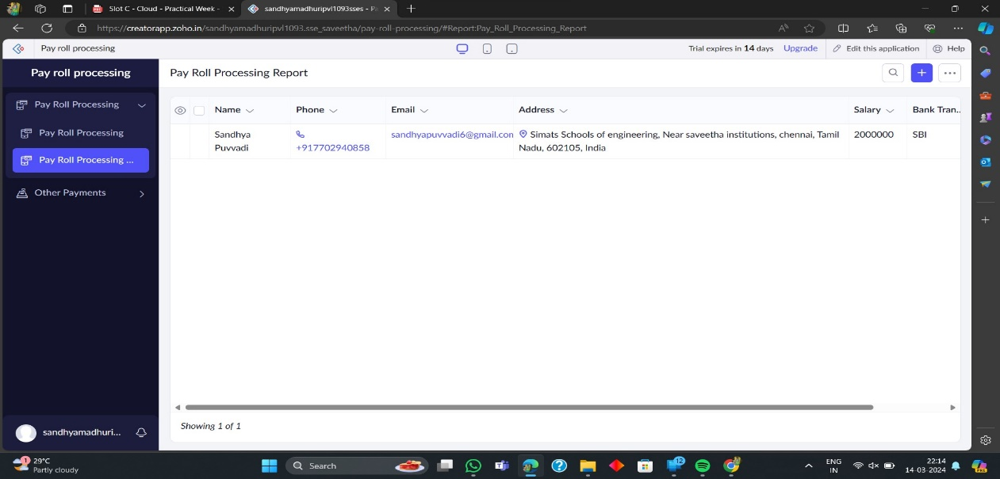 Slot C - Cloud - Practical Week -
sandhyamadhuripvl1093sses - Pa
https://creatorapp.zoho.in/sandhyamadhuripvl1093.sse_saveetha/pay-roll-processing/#Report:Pay_Roll_Processing_Report
Pay roll processing
Trial expires in 14 days
Upgrade
Edit this application
Help
Pay roll processing
Pay Roll Processing Report
Pay Roll Processing
Pay Roll Processing
Pay Roll Processing ...
Other Payments
Name Phone Email Address Salary Bank Tran..
Sandhya
Puvvadi
+917702940858
sandhyapuvvadi6@gmail.con
Simats Schools of engineering, Near saveetha institutions, chennai, Tamil
Nadu, 602105, India
2000000
SBI
Showing 1 of 1
sandhyamadhuri...
1
29°C
Partly cloudy
Search
12
ENG
IN
22:14
14-03-2024